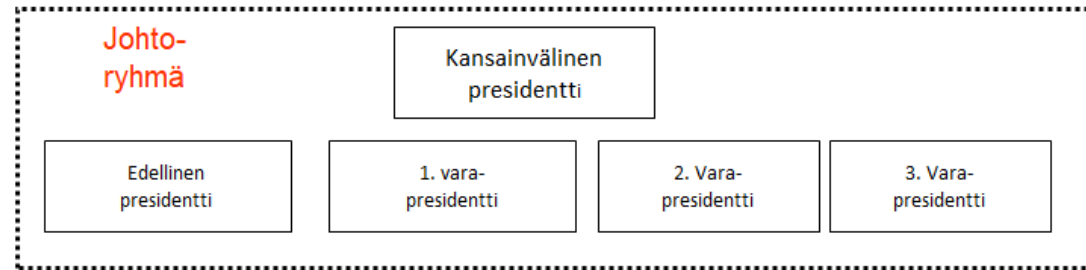 Johto-
ryhmä
Kansainvälinen
presidentti
Edellinen
presidentti
1. vara-
presidentti
2. Vara-
presidentti
3. Vara-
presidentti